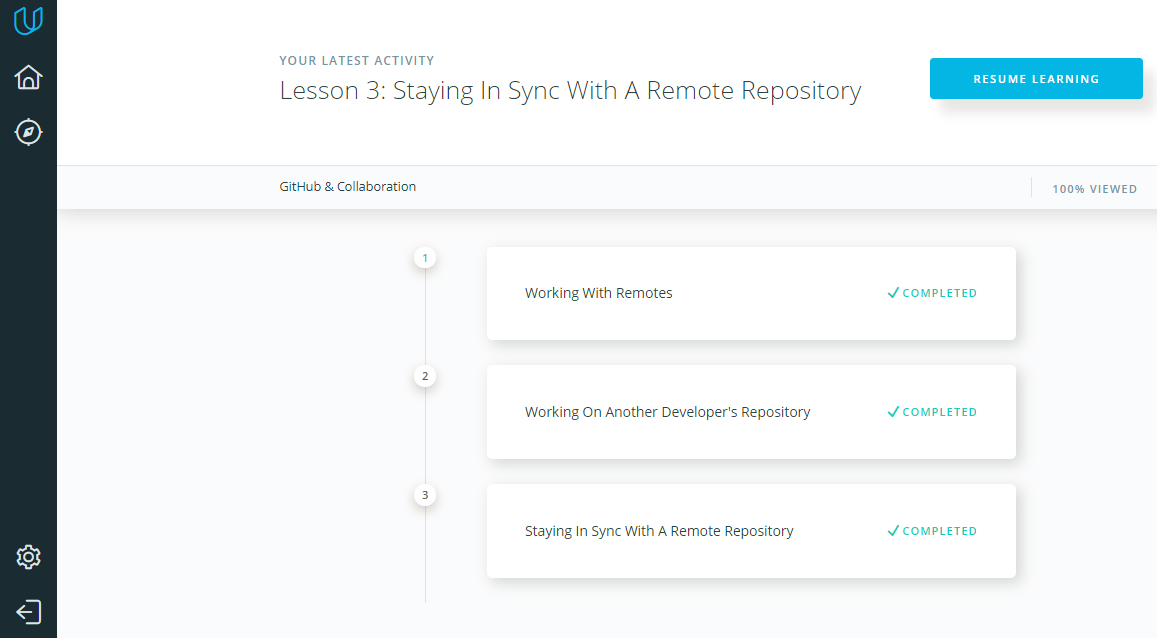 YOUR LATEST ACTIVITY
Lesson 3: Staying In Sync With A Remote Repository
RESUME LEARNING
GitHub & Collaboration
100% VIEWED
1
Working With Remotes
COMPLETED
2
Working On Another Developer's Repository
COMPLETED
3
Staying In Sync With A Remote Repository
COMPLETED